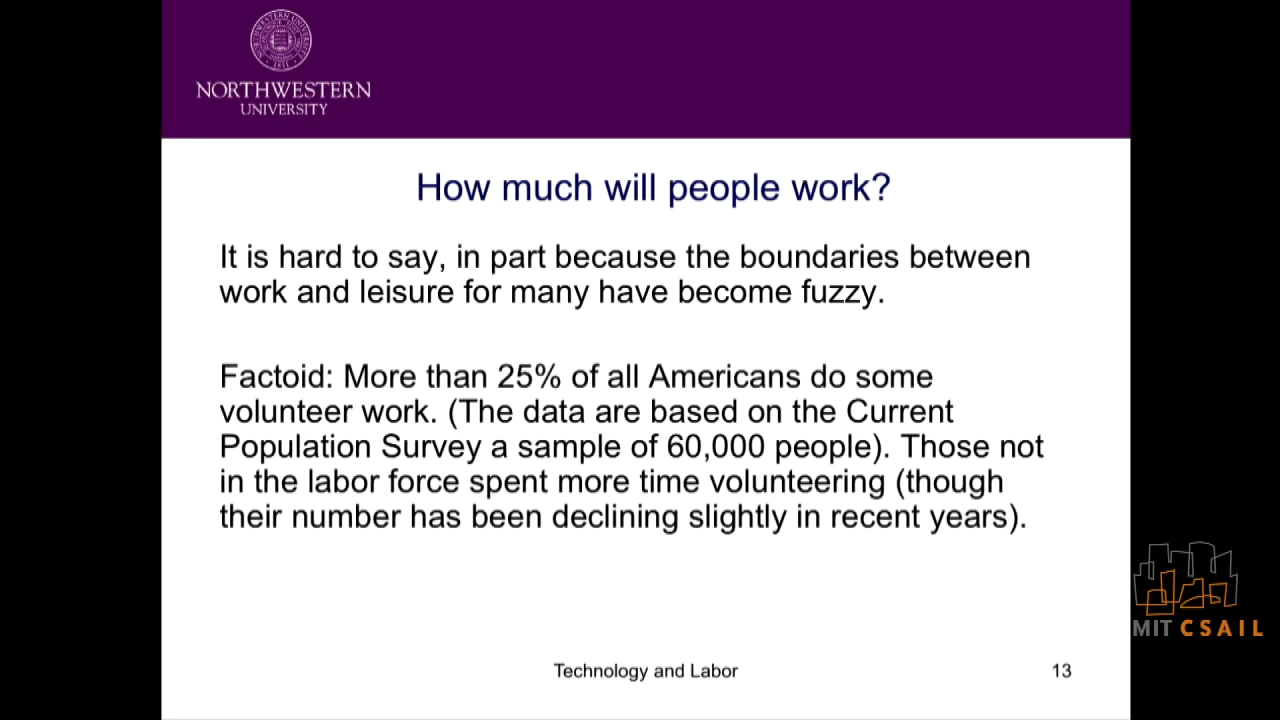 NORTHWESTERN
UNIVERSITY
How much will people work?
It is hard to say, in part because the boundaries between
work and leisure for many have become fuzzy.
Factoid: More than 25% of all Americans do some
volunteer work. (The data are based on the Current
Population Survey a sample of 60,000 people). Those not
in the labor force spent more time volunteering (though
their number has been declining slightly in recent years).
MIT CSAIL
Technology and Labor
13